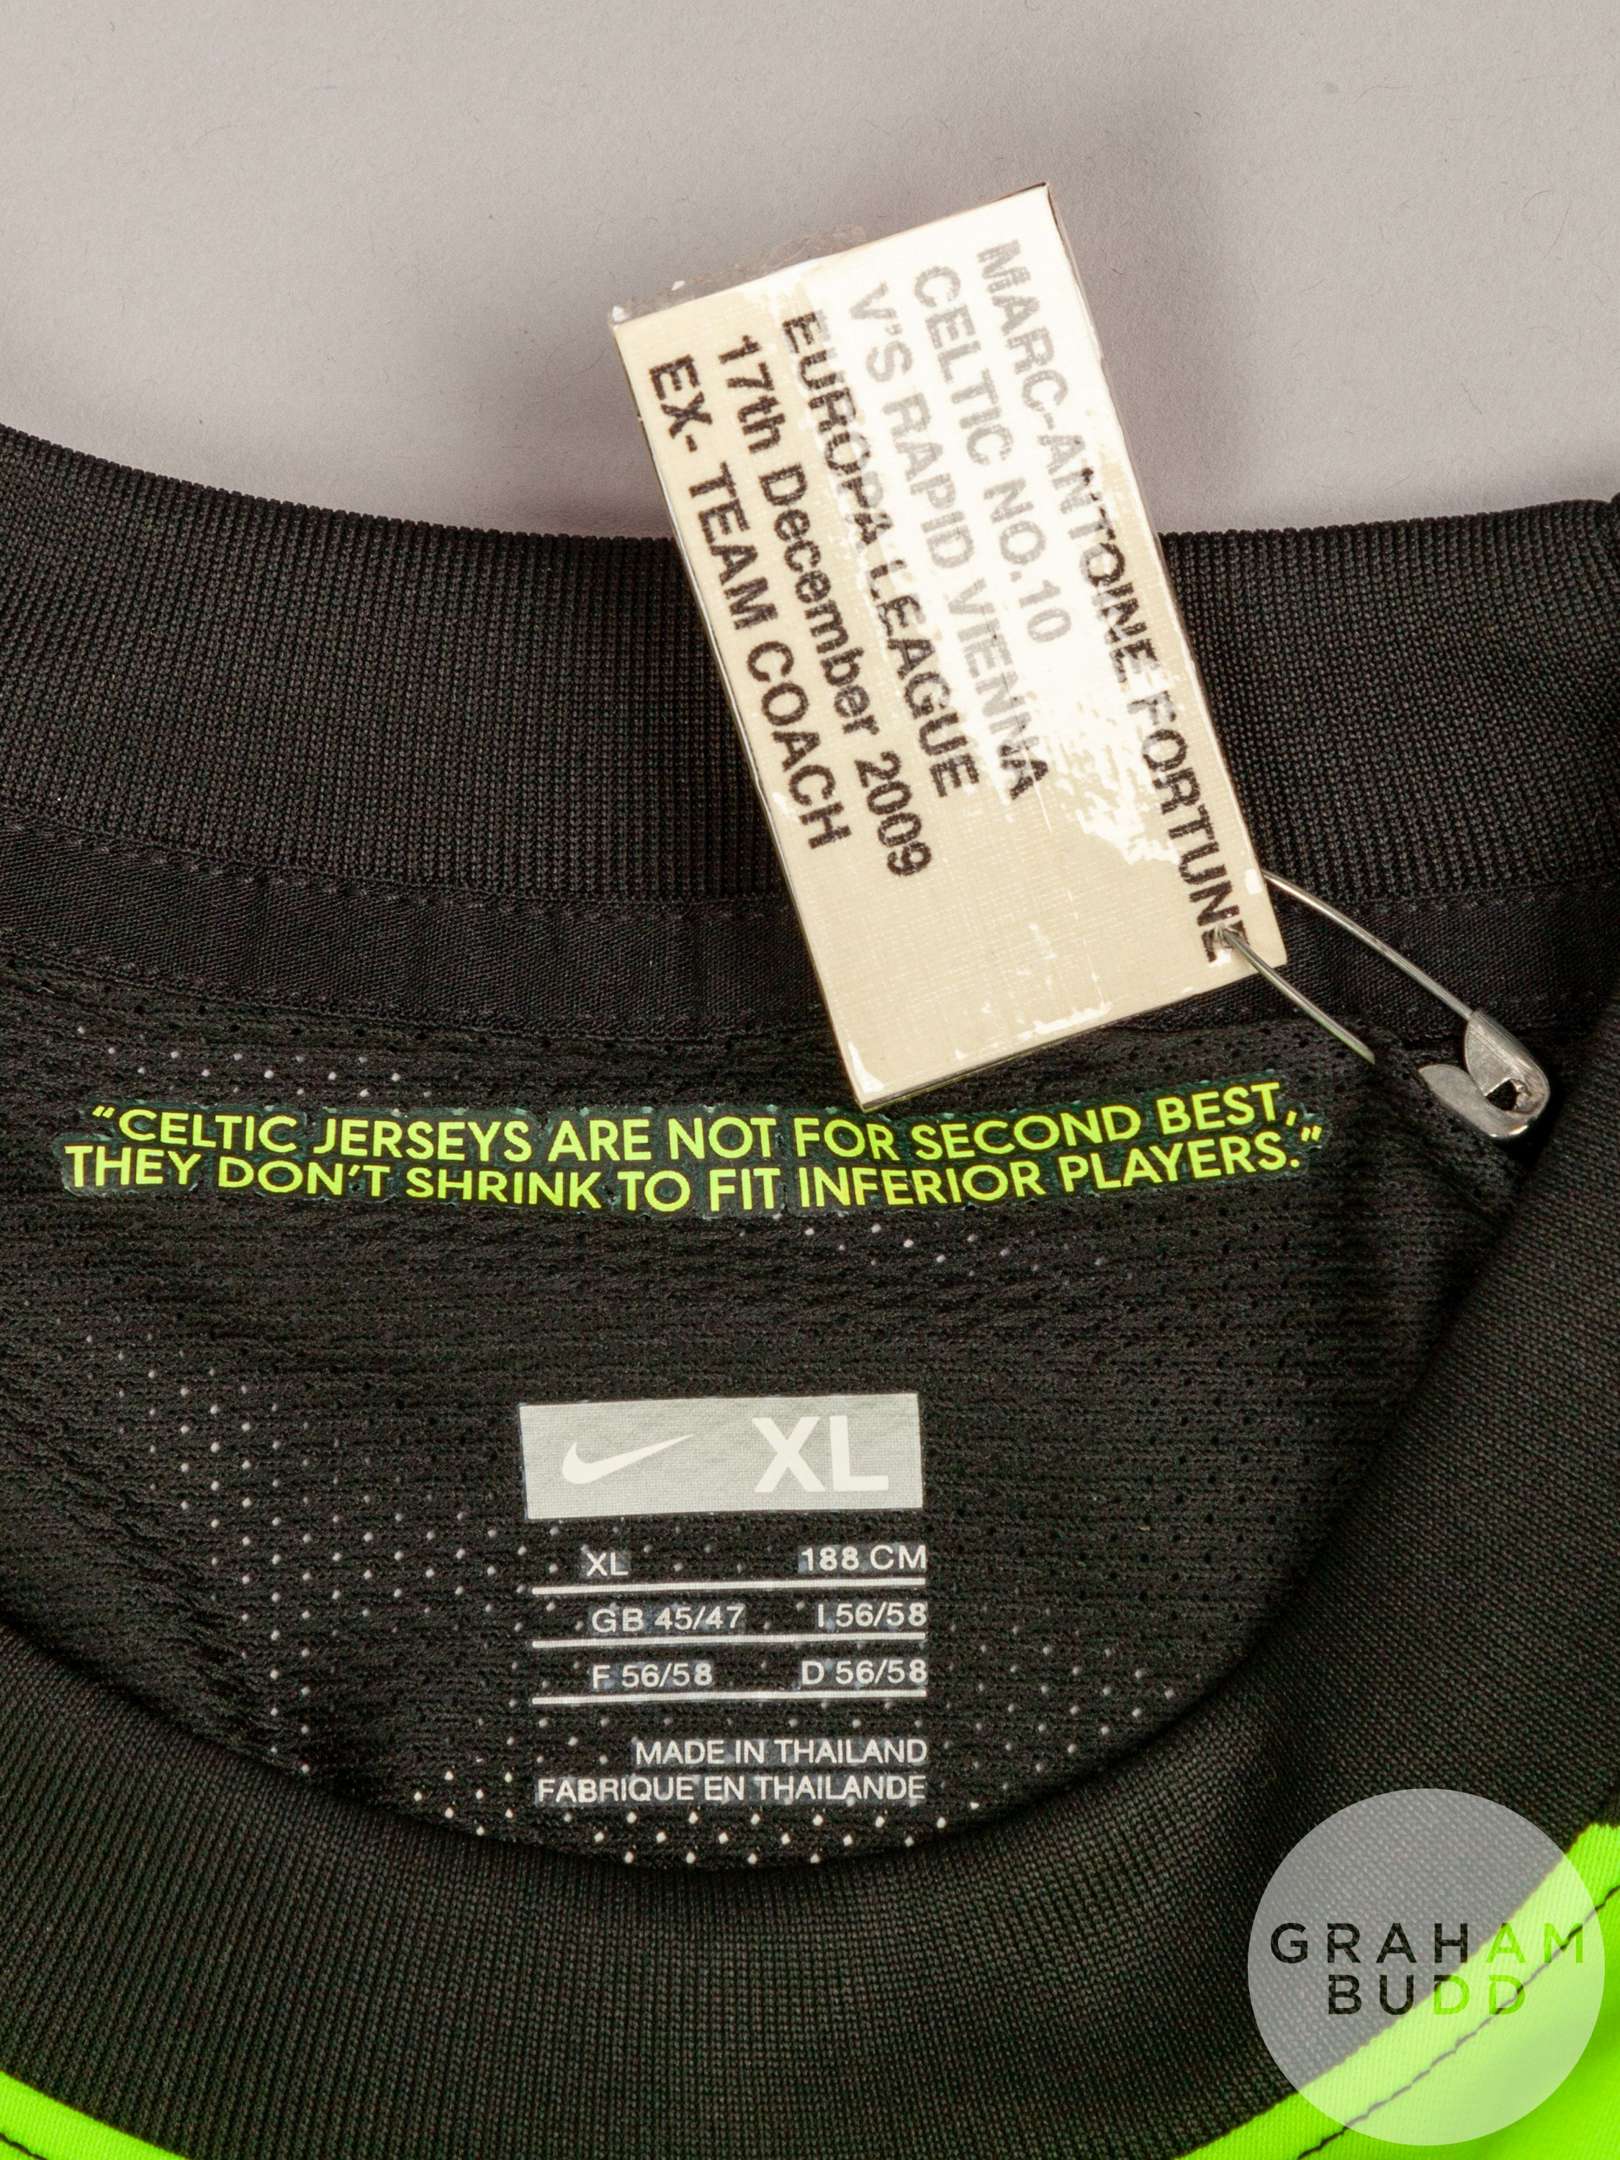 MARC-ANTOINE FORTUNE
CELTIC NO.10
V'S RAPID VIENNA
EUROPA LEAGUE
17th December 2009
EX- TEAM COACH
“CELTIC JERSEYS ARE NOT FOR SECOND BEST,
THEY DON’T SHRINK TO FIT INFERIOR PLAYERS.”
XL
XL 188 CM
GB 45/47 I 56/58
F 56/58 D 56/58
MADE IN THAILAND
FABRIQUE EN THAILANDE
GRAHAM
BUDD